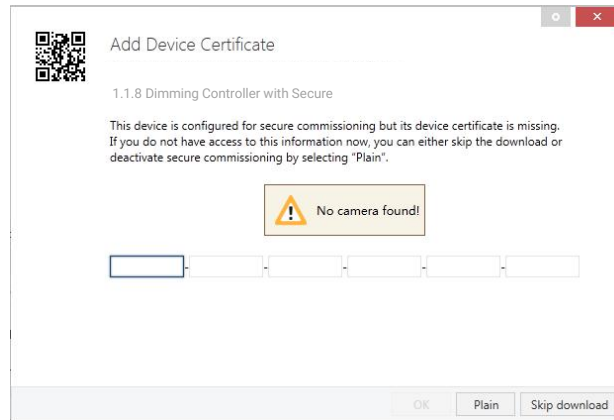 Add Device Certificate
1.1.8 Dimming Controller with Secure
This device is configured for secure commissioning but its device certificate is missing.
If you do not have access to this information now, you can either skip the download or
deactivate secure commissioning by selecting "Plain".
No camera found!
- - - - -
OK Plain Skip download